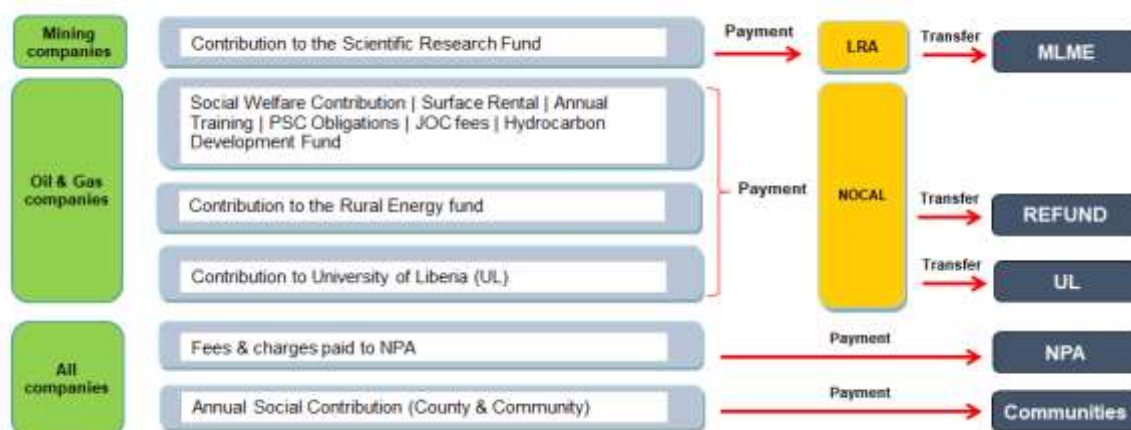 Mining
companies
Contribution to the Scientific Research Fund
Payment
LRA
Transfer
MLME
Oil & Gas
companies
Social Welfare Contribution | Surface Rental | Annual
Training | PSC Obligations | JOC fees | Hydrocarbon
Development Fund
Contribution to the Rural Energy fund
Contribution to University of Liberia (UL)
Payment
NOCAL
Transfer
REFUND
Transfer
UL
All
companies
Fees & charges paid to NPA
Payment
NPA
Annual Social Contribution (County & Community)
Payment
Communities